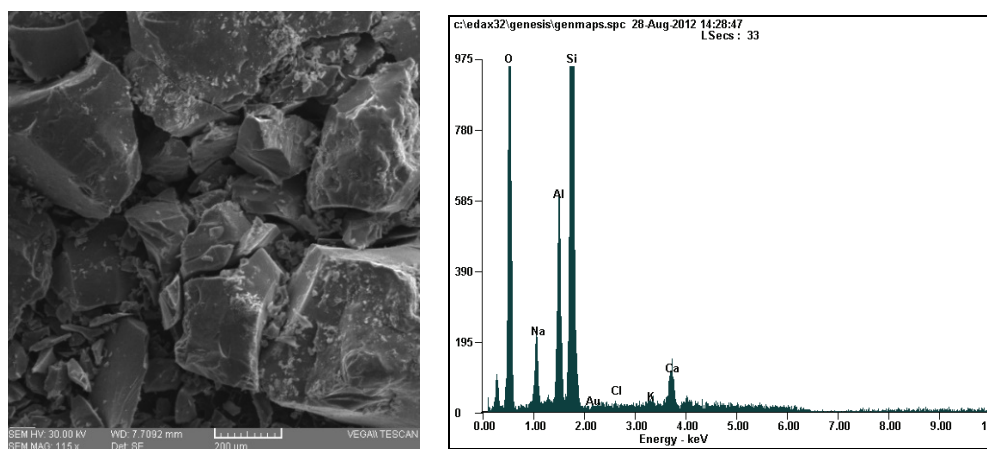 SEM HV: 30.00 kV WD: 7.7092 mm VEGA\\ TESCAN
SEM MAG: 115 x Det: SE 200 µm
c:\edax32\genesis\genmaps.spc 28-Aug-2012 14:28:47
LSecs : 33
975
780
585
390
195
0
O
Si
Al
Na
Au
Cl
K
Ca
0.00 1.00 2.00 3.00 4.00 5.00 6.00 7.00 8.00 9.00 10.0
Energy - keV